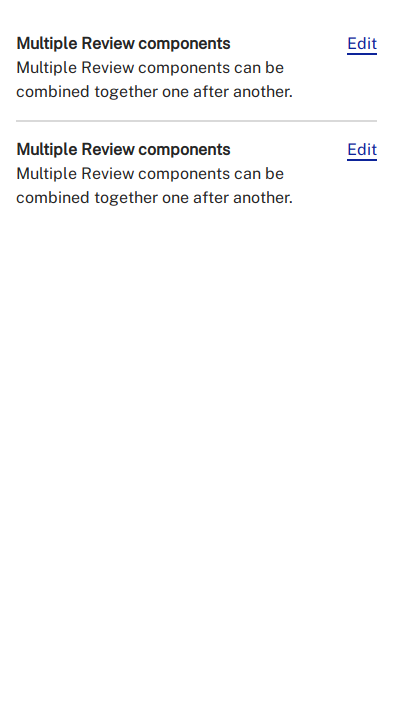 Multiple Review components Edit
Multiple Review components can be
combined together one after another.
Multiple Review components Edit
Multiple Review components can be
combined together one after another.